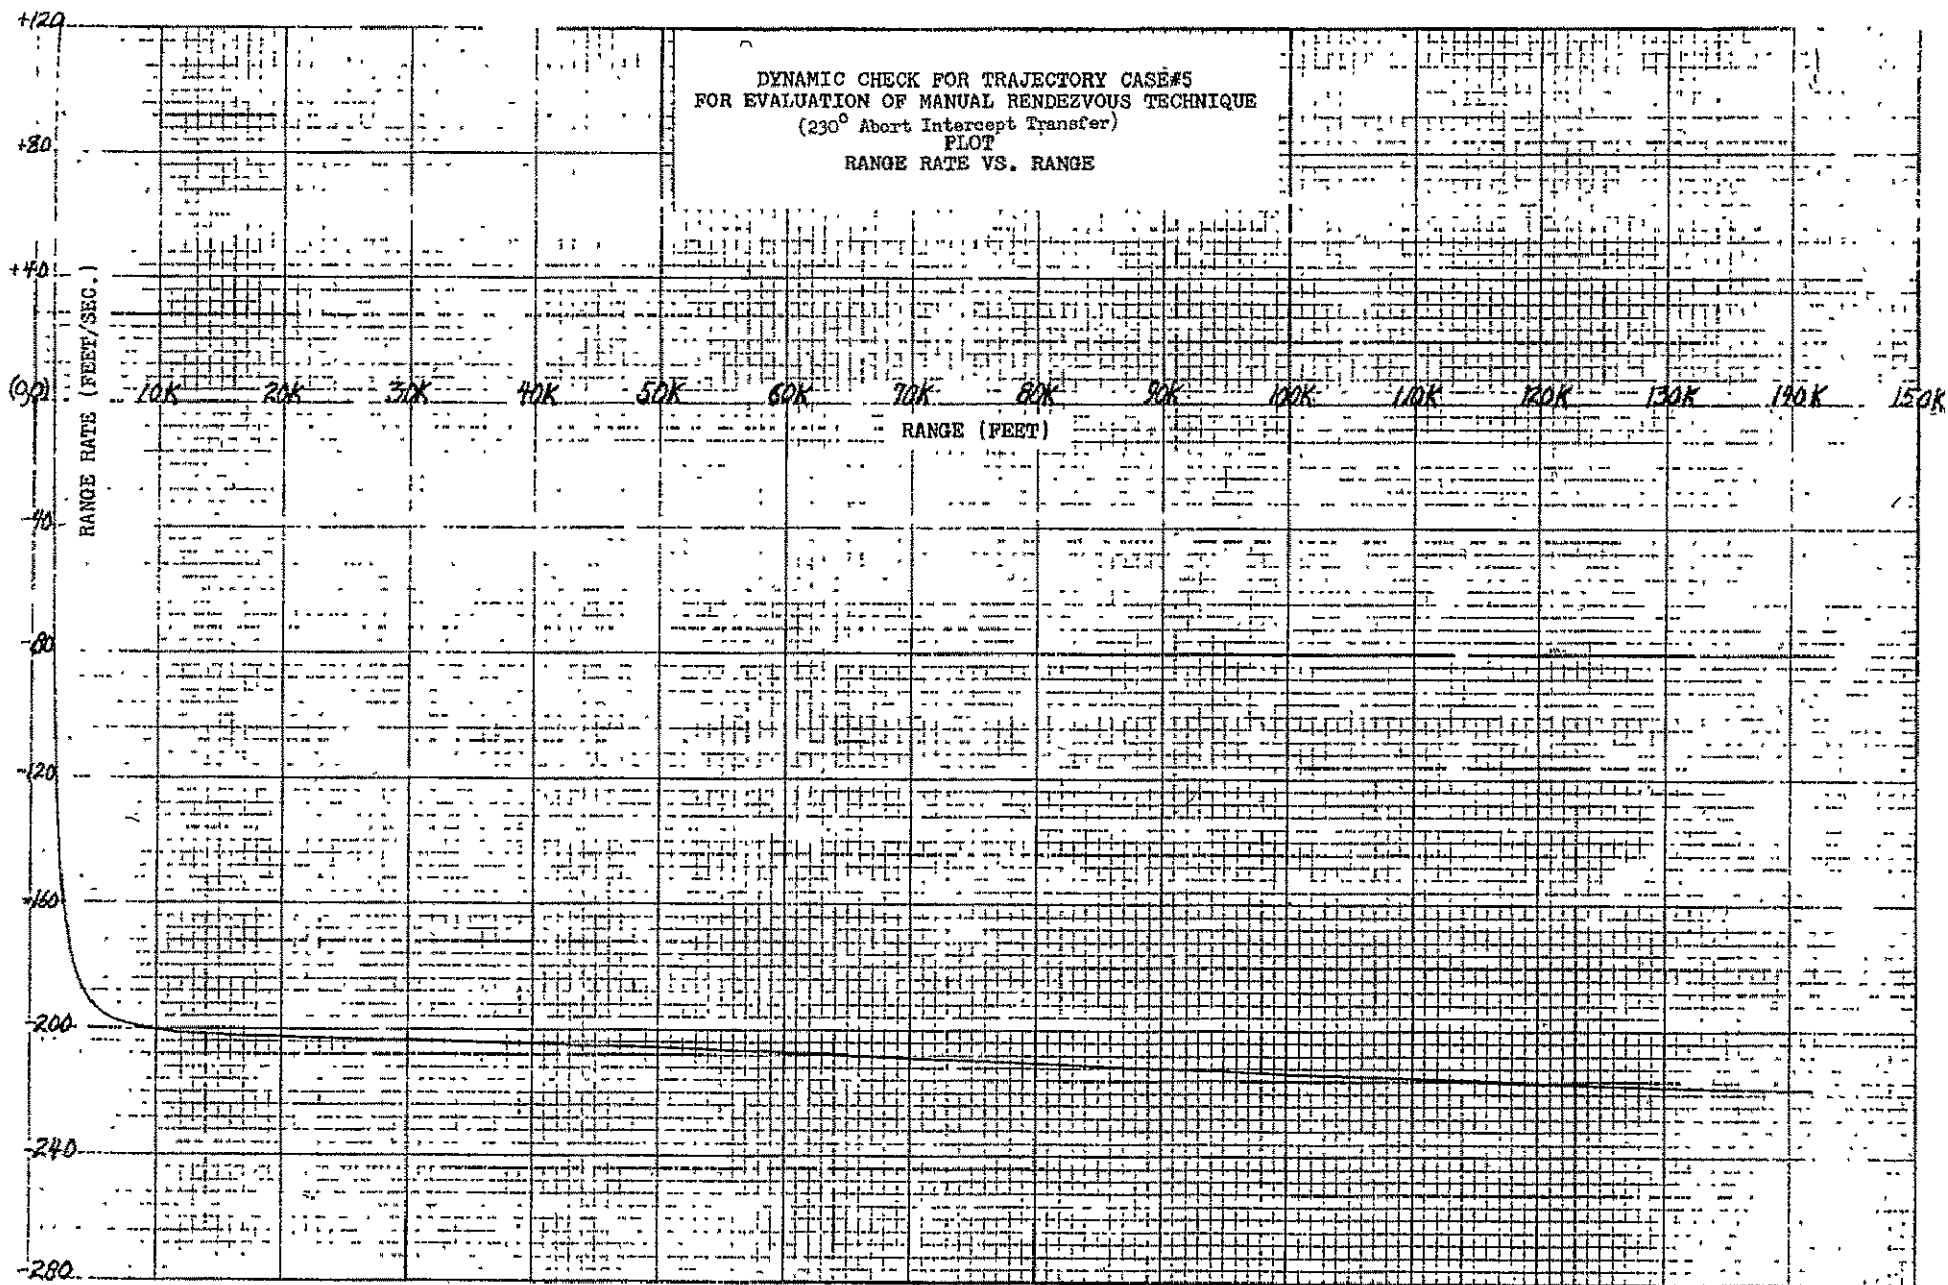 DYNAMIC CHECK FOR TRAJECTORY CASE#5
FOR EVALUATION OF MANUAL RENDEZVOUS TECHNIQUE
(230° Abort Intercept Transfer)
PLOT
RANGE RATE VS. RANGE
+120
+80
+40
(0,0)
-40
-80
-120
-160
-200
-240
-280
RANGE RATE (FEET/SEC.)
10K 20K 30K 40K 50K 60K 70K 80K 90K 100K 110K 120K 130K 140K 150K
RANGE (FEET)